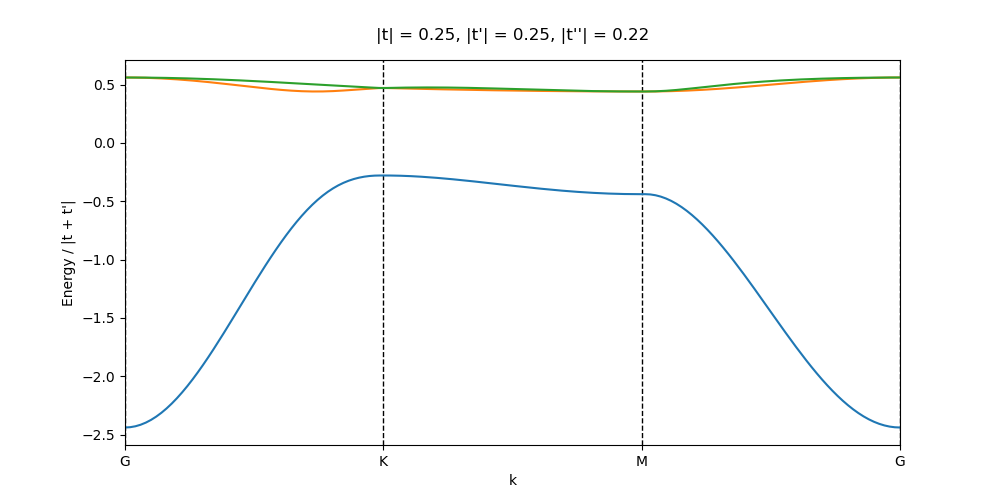 |t| = 0.25, |t'| = 0.25, |t''| = 0.22
Energy / |t + t'|
0.5
0.0
−0.5
−1.0
−1.5
−2.0
−2.5
G K M G
k